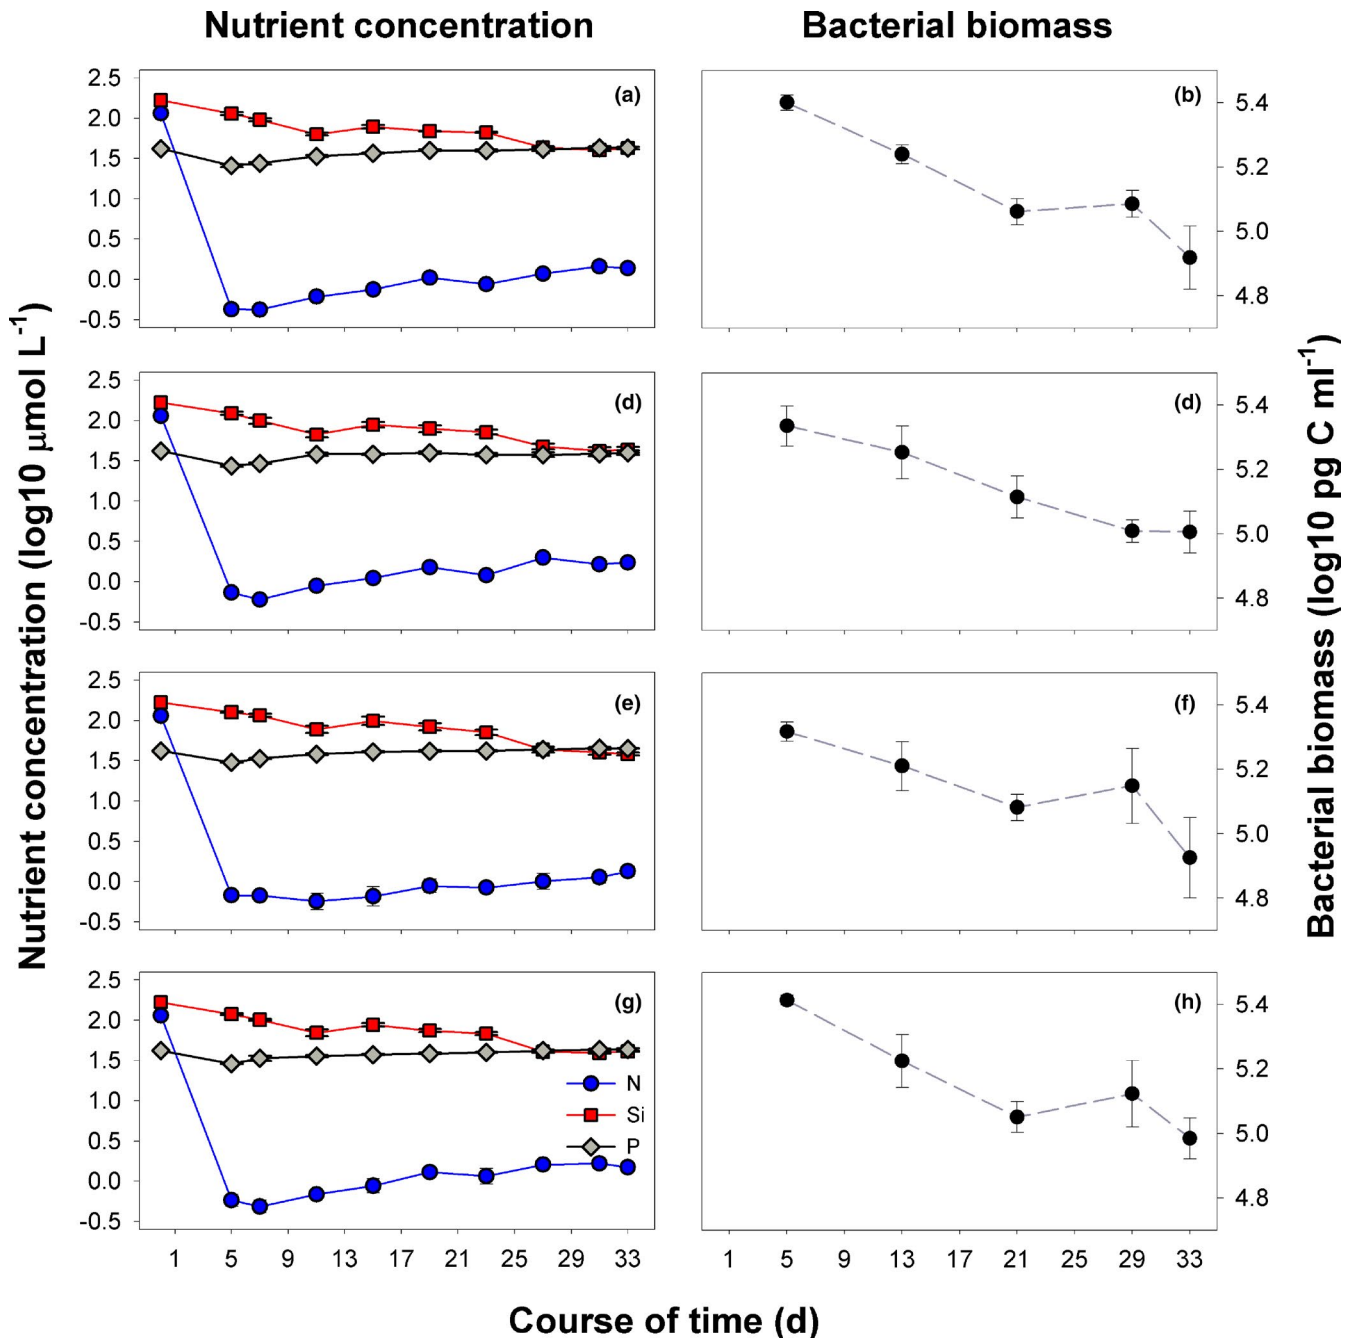 Nutrient concentration
Bacterial biomass
Nutrient concentration (log10 μmol L⁻¹)
2.5
2.0
1.5
1.0
0.5
0.0
-0.5
(a)
(b)
5.4
5.2
5.0
4.8
2.5
2.0
1.5
1.0
0.5
0.0
-0.5
(d)
(d)
5.4
5.2
5.0
4.8
2.5
2.0
1.5
1.0
0.5
0.0
-0.5
(e)
(f)
5.4
5.2
5.0
4.8
2.5
2.0
1.5
1.0
0.5
0.0
-0.5
(g)
N
Si
P
(h)
5.4
5.2
5.0
4.8
Bacterial biomass (log10 pg C ml⁻¹)
1 5 9 13 17 21 25 29 33
1 5 9 13 17 21 25 29 33
Course of time (d)